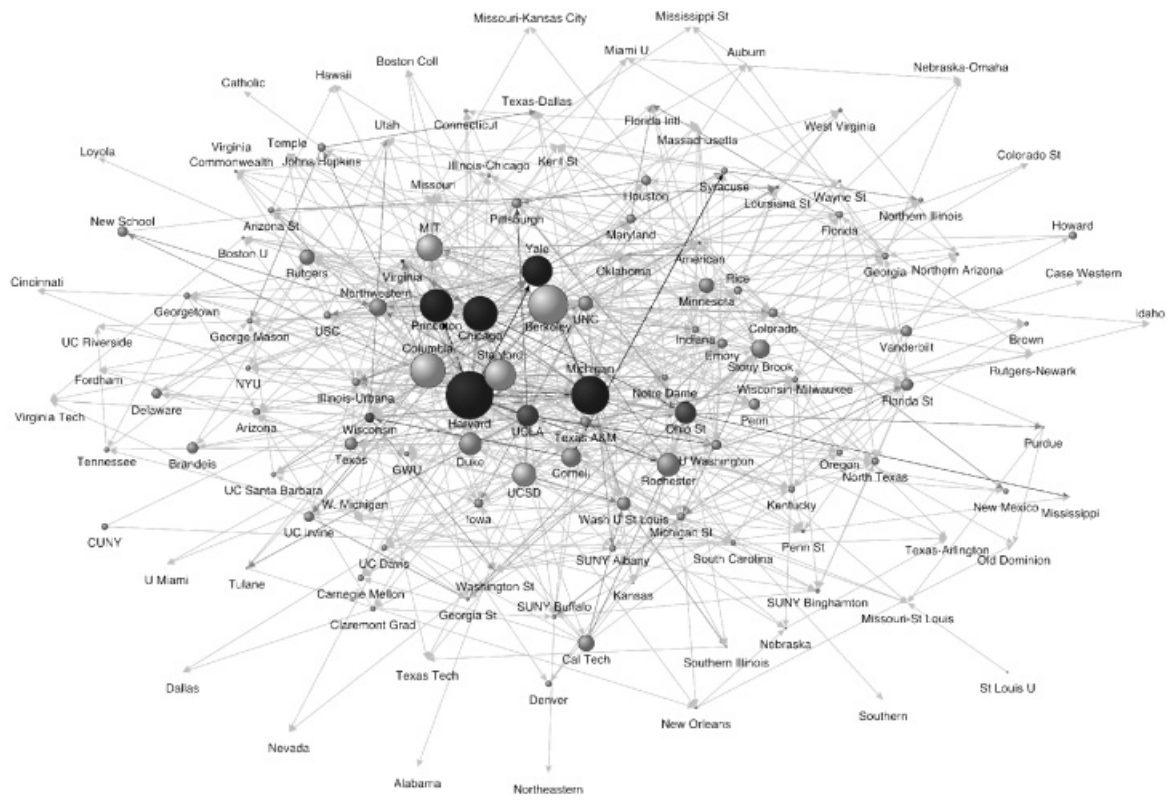 Missouri-Kansas City
Mississippi St
Miami U
Auburn
Boston Coll
Hawaii
Catholic
Nebraska-Omaha
Texas-Dallas
Utah
Connecticut
Florida Intl
Massachusetts
West Virginia
Temple
Johns Hopkins
Virginia
Commonwealth
Loyola
Illinois-Chicago
Kent St
Colorado St
Missouri
Syracuse
Houston
Wayne St
Louisiana St
Northern Illinois
New School
Arizona St
Pittsburgh
Maryland
Florida
Howard
MIT
Boston U
Yale
American
Oklahoma
Rutgers
Virginia
Georgia
Northern Arizona
Case Western
Rice
Cincinnati
Northwestern
Minnesota
Georgetown
Princeton
Chicago
Berkeley
UNC
Idaho
George Mason
USC
Colorado
Brown
UC Riverside
Indiana
Emory
Vanderbilt
Columbia
Stanford
Stony Brook
Michigan
Rutgers-Newark
Fordham
NYU
Illinois-Urbana
Notre Dame
Wisconsin-Milwaukee
Florida St
Virginia Tech
Delaware
Arizona
Wisconsin
Harvard
UCLA
Texas A&M
Ohio St
Penn
Purdue
Tennessee
Brandeis
Texas
GWU
Duke
Cornell
U Washington
Oregon
North Texas
UC Santa Barbara
UCSD
Rochester
W. Michigan
Iowa
Kentucky
New Mexico
Mississippi
UC Irvine
Wash U St Louis
Michigan St
Penn St
CUNY
Texas-Arlington
Old Dominion
UC Davis
SUNY Albany
South Carolina
U Miami
Tulane
Carnegie Mellon
Washington St
Kansas
SUNY Buffalo
SUNY Binghamton
Georgia St
Claremont Grad
Missouri-St Louis
Nebraska
Cal Tech
Southern Illinois
Texas Tech
Dallas
Denver
St Louis U
New Orleans
Southern
Nevada
Alabama
Northeastern